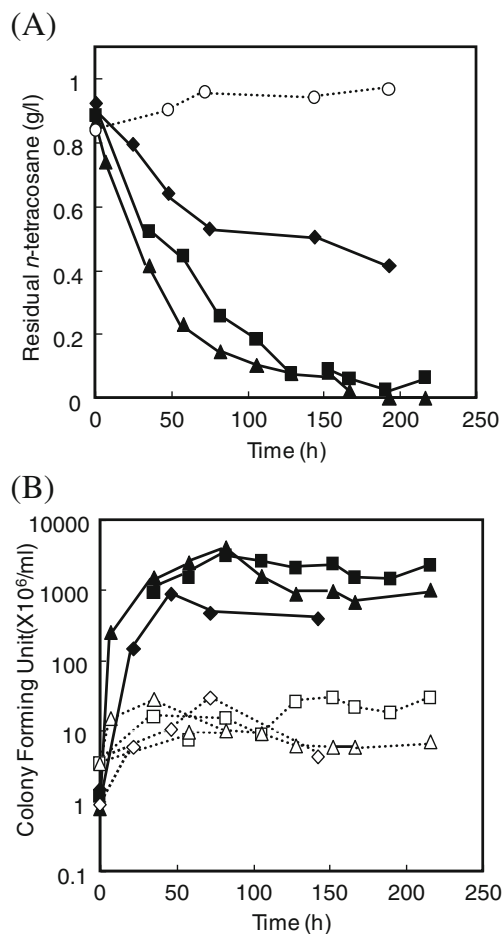 (A)
Residual n-tetracosane (g/l)
1
0.8
0.6
0.4
0.2
0
0 50 100 150 200 250
Time (h)
(B)
Colony Forming Unit(X10⁶/ml)
10000
1000
100
10
1
0.1
0 50 100 150 200 250
Time (h)